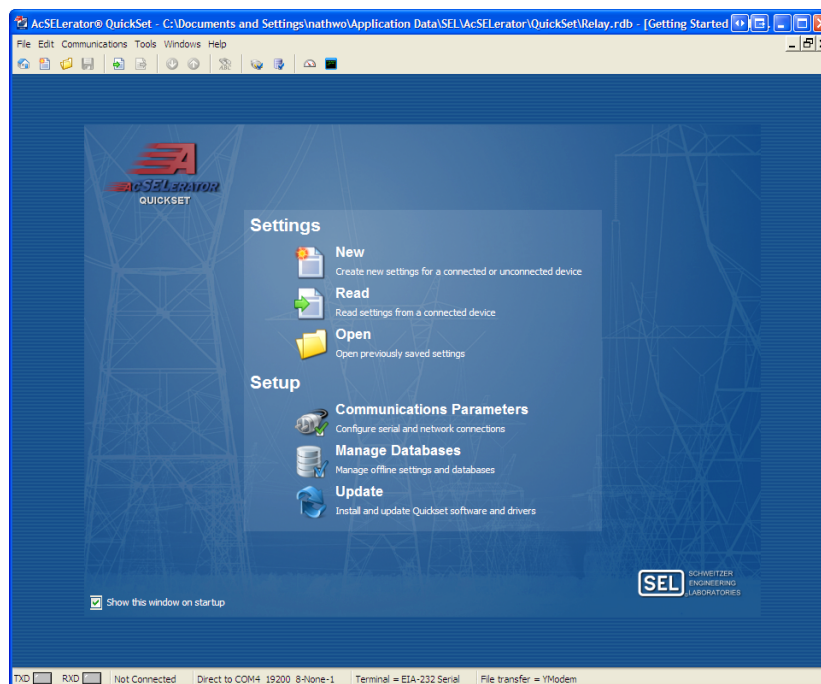 AcSELerator® QuickSet - C:\Documents and Settings\nathwo\Application Data\SEL\AcSELerator\QuickSet\Relay.rdb - [Getting Started
File Edit Communications Tools Windows Help
ACSELERATOR
QUICKSET
Settings
New
Create new settings for a connected or unconnected device
Read
Read settings from a connected device
Open
Open previously saved settings
Setup
Communications Parameters
Configure serial and network connections
Manage Databases
Manage offline settings and databases
Update
Install and update Quickset software and drivers
SEL SCHWEITZER
ENGINEERING
LABORATORIES
Show this window on startup
TXD RXD Not Connected Direct to COM4 19200 8-None-1 Terminal = EIA-232 Serial File transfer = YModem